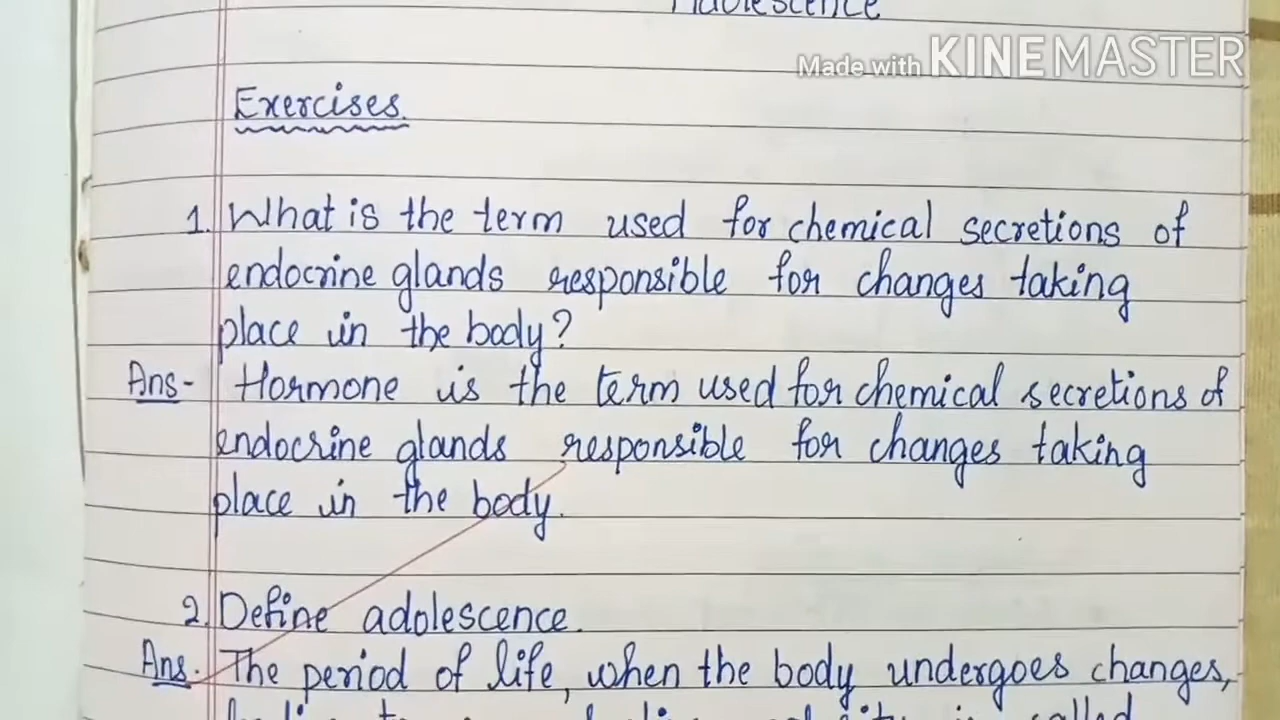 Adolescence
Made with KINEMASTER
Exercises.
1. What is the term used for chemical secretions of
endocrine glands responsible for changes taking
place in the body?
Ans- Hormone is the term used for chemical secretions of
endocrine glands responsible for changes taking
place in the body.
2. Define adolescence.
Ans. The period of life, when the body undergoes changes,
is called